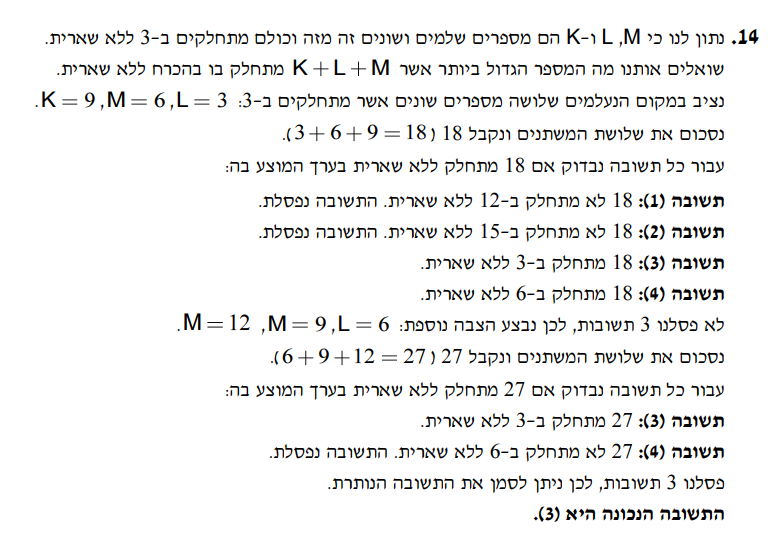 14. נתון לנו כי L ,M ו-K הם מספרים שלמים ושונים זה מזה וכולם מתחלקים ב-3 ללא שארית.
שואלים אותנו מה המספר הגדול ביותר אשר K+L+M מתחלק בו בהכרח ללא שארית.
נציב במקום הנעלמים שלושה מספרים שונים אשר מתחלקים ב-3: K = 9 ,M = 6 ,L = 3.
נסכום את שלושת המשתנים ונקבל 18 (3+6+9 = 18).
עבור כל תשובה נבדוק אם 18 מתחלק ללא שארית בערך המוצע בה:
תשובה (1): 18 לא מתחלק ב-12 ללא שארית. התשובה נפסלת.
תשובה (2): 18 לא מתחלק ב-15 ללא שארית. התשובה נפסלת.
תשובה (3): 18 מתחלק ב-3 ללא שארית.
תשובה (4): 18 מתחלק ב-6 ללא שארית.
לא פסלנו 3 תשובות, לכן נבצע הצבה נוספת: M = 12 ,M = 9 ,L = 6.
נסכום את שלושת המשתנים ונקבל 27 (6+9+12 = 27).
עבור כל תשובה נבדוק אם 27 מתחלק ללא שארית בערך המוצע בה:
תשובה (3): 27 מתחלק ב-3 ללא שארית.
תשובה (4): 27 לא מתחלק ב-6 ללא שארית. התשובה נפסלת.
פסלנו 3 תשובות, לכן ניתן לסמן את התשובה הנותרת.
התשובה הנכונה היא (3).